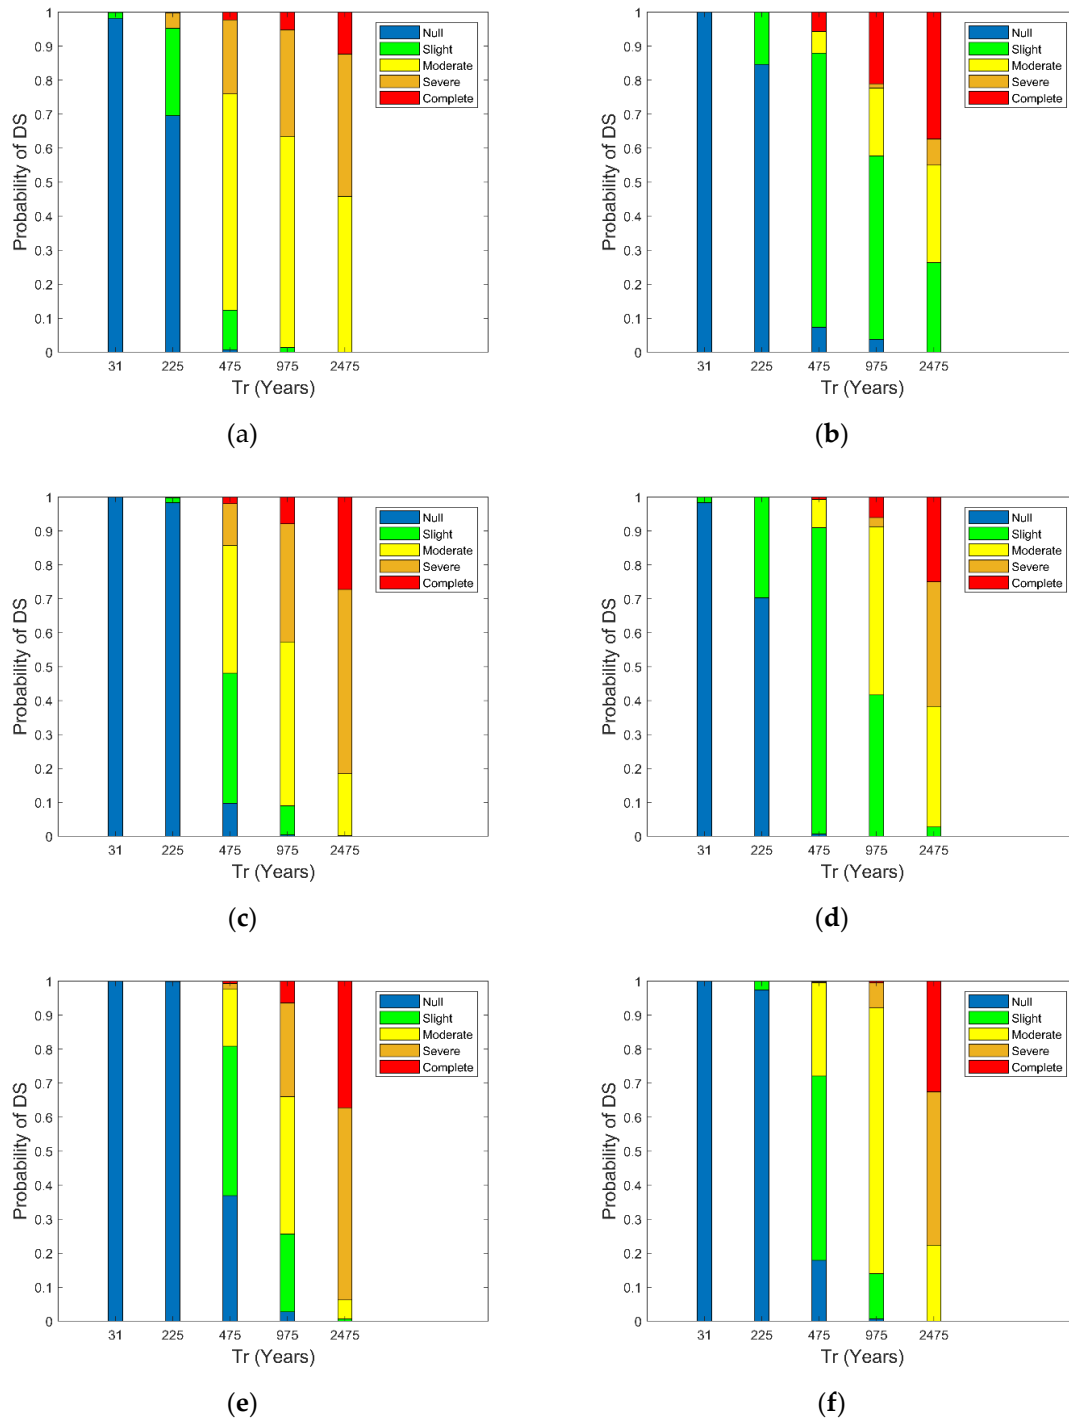 1
0.9
0.8
0.7
0.6
0.5
0.4
0.3
0.2
0.1
0
Probability of DS
31 225 475 975 2475
Tr (Years)
Null
Slight
Moderate
Severe
Complete
(a)
1
0.9
0.8
0.7
0.6
0.5
0.4
0.3
0.2
0.1
0
Probability of DS
31 225 475 975 2475
Tr (Years)
Null
Slight
Moderate
Severe
Complete
(b)
1
0.9
0.8
0.7
0.6
0.5
0.4
0.3
0.2
0.1
0
Probability of DS
31 225 475 975 2475
Tr (Years)
Null
Slight
Moderate
Severe
Complete
(c)
1
0.9
0.8
0.7
0.6
0.5
0.4
0.3
0.2
0.1
0
Probability of DS
31 225 475 975 2475
Tr (Years)
Null
Slight
Moderate
Severe
Complete
(d)
1
0.9
0.8
0.7
0.6
0.5
0.4
0.3
0.2
0.1
0
Probability of DS
31 225 475 975 2475
Tr (Years)
Null
Slight
Moderate
Severe
Complete
(e)
1
0.9
0.8
0.7
0.6
0.5
0.4
0.3
0.2
0.1
0
Probability of DS
31 225 475 975 2475
Tr (Years)
Null
Slight
Moderate
Severe
Complete
(f)